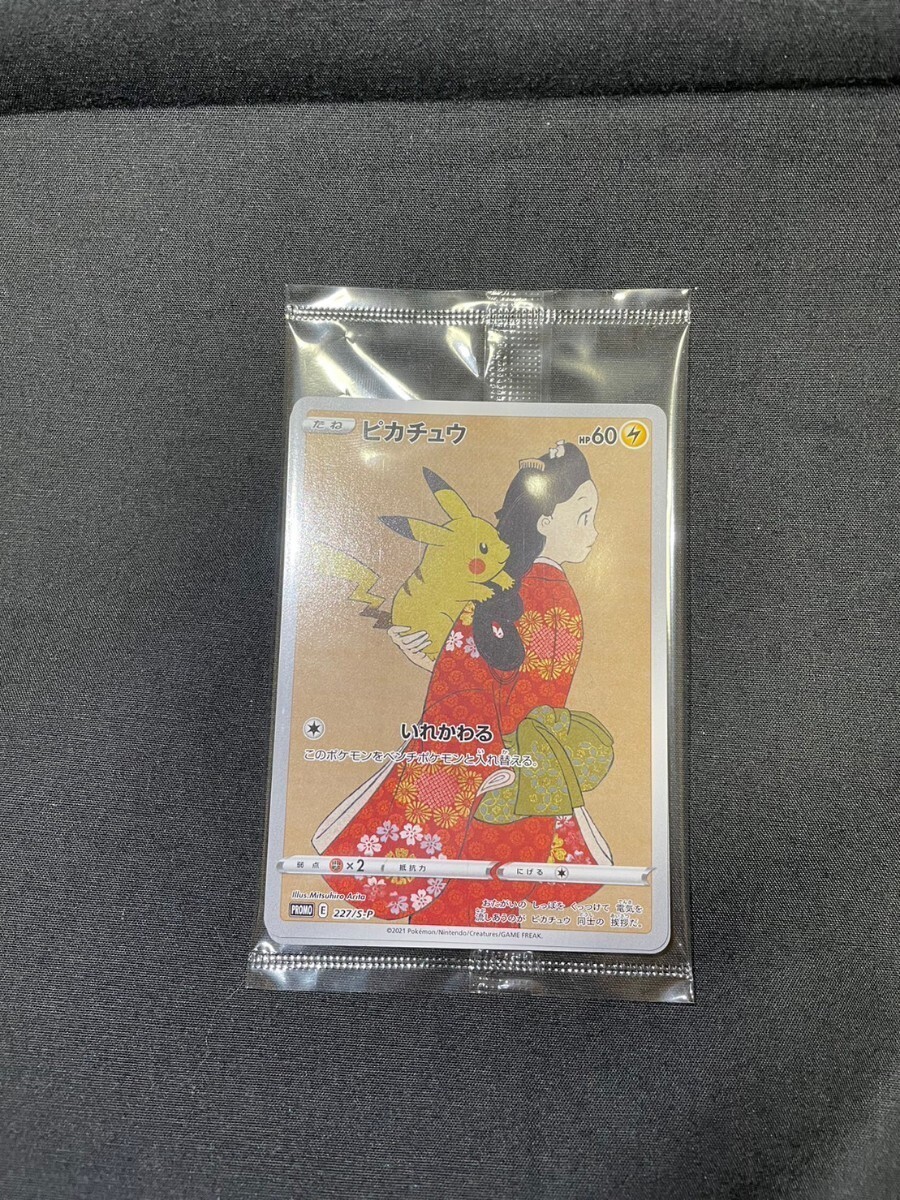 たね ピカチュウ HP60
いれかわる
このポケモンをベンチポケモンと入れ替える。
弱点 ×2 抵抗力 にげる
Illus. Mitsuhiro Arita
おたがいの しっぽを くっつけて 電気を
流しあうのが ピカチュウ 同士の 挨拶だ。
PROMO E 227/S-P
©2021 Pokémon/Nintendo/Creatures/GAME FREAK.